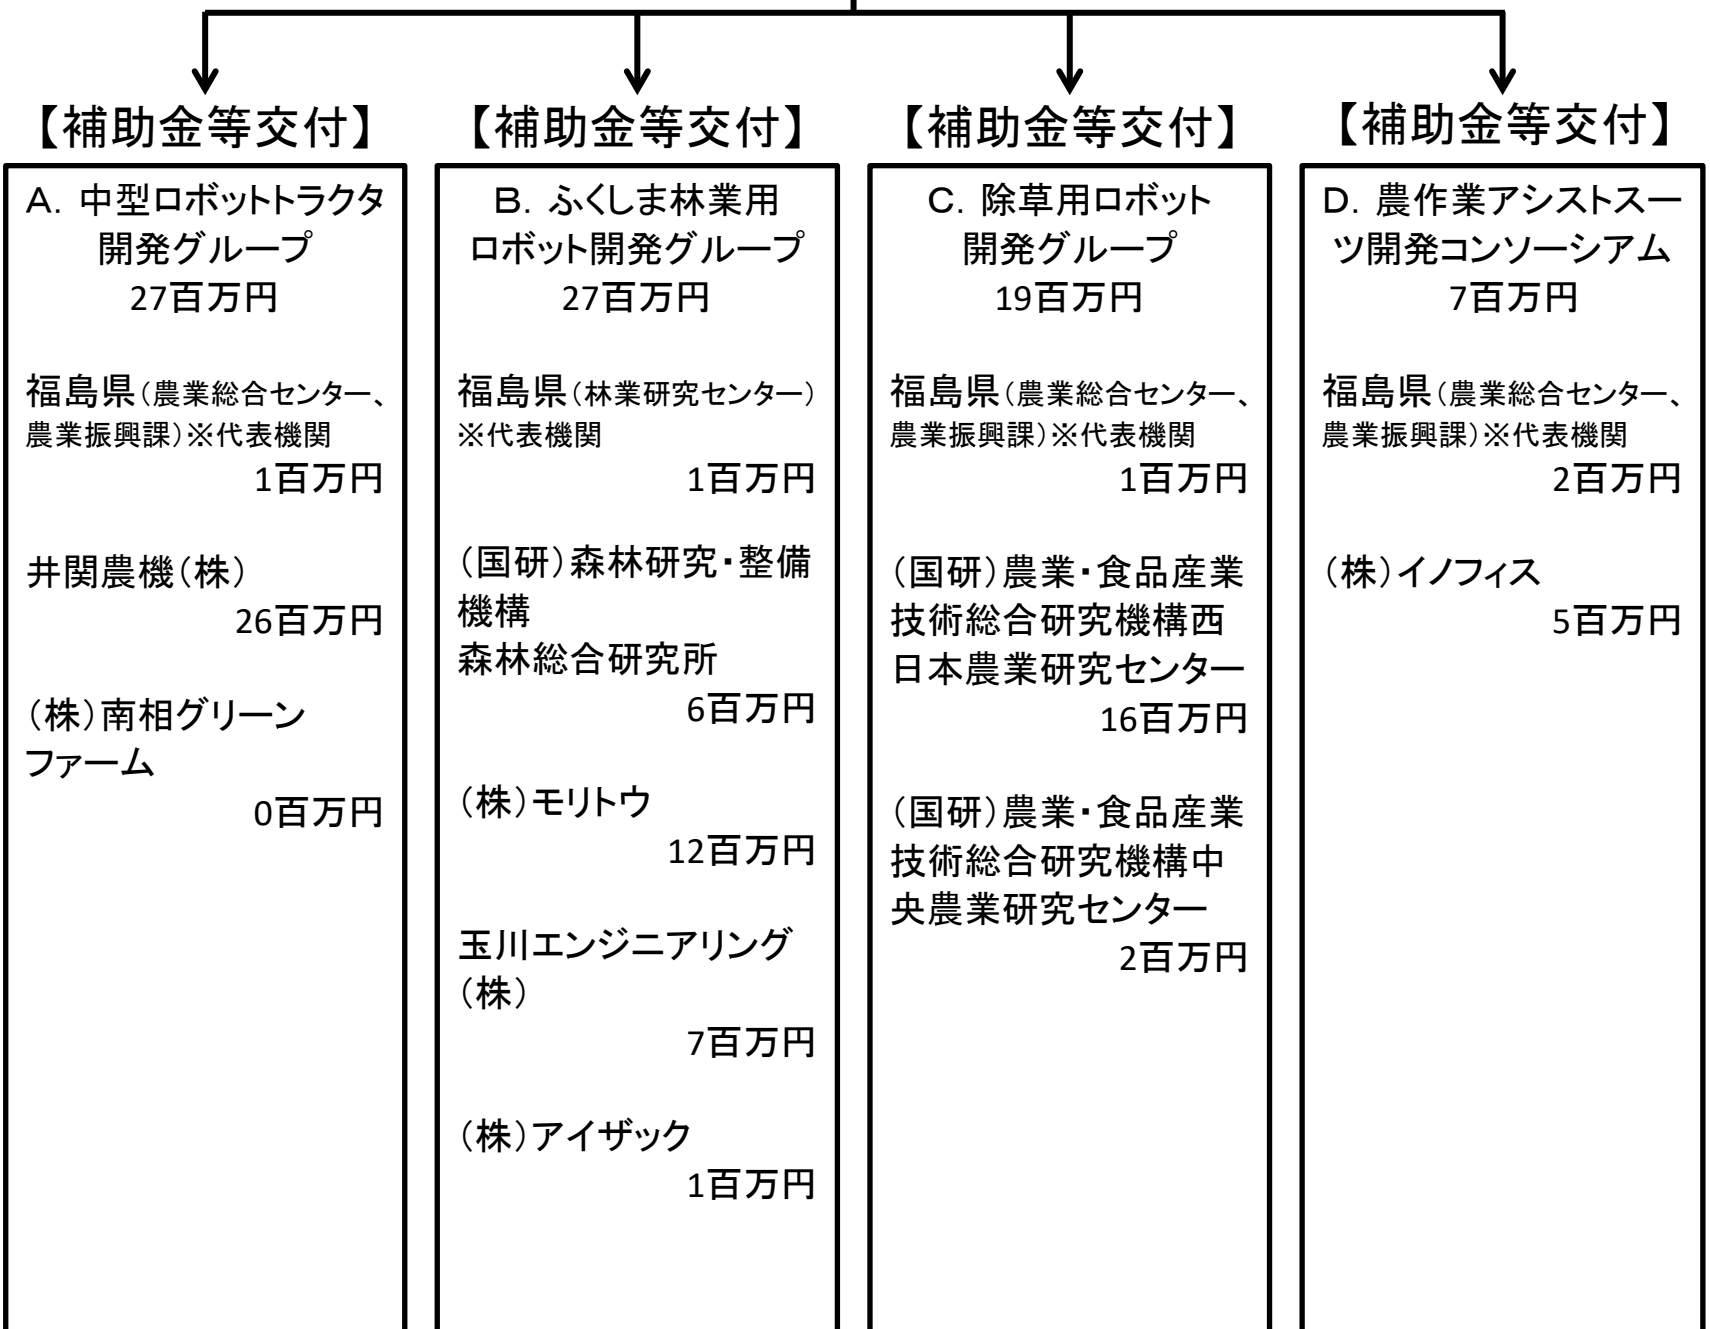 【補助金等交付】
A．中型ロボットトラクタ
開発グループ
27百万円
福島県（農業総合センター、
農業振興課）※代表機関
1百万円
井関農機（株）
26百万円
（株）南相グリーン
ファーム
0百万円
【補助金等交付】
B．ふくしま林業用
ロボット開発グループ
27百万円
福島県（林業研究センター）
※代表機関
1百万円
（国研）森林研究・整備
機構
森林総合研究所
6百万円
（株）モリトウ
12百万円
玉川エンジニアリング
（株）
7百万円
（株）アイザック
1百万円
【補助金等交付】
C．除草用ロボット
開発グループ
19百万円
福島県（農業総合センター、
農業振興課）※代表機関
1百万円
（国研）農業・食品産業
技術総合研究機構西
日本農業研究センター
16百万円
（国研）農業・食品産業
技術総合研究機構中
央農業研究センター
2百万円
【補助金等交付】
D．農作業アシストスー
ツ開発コンソーシアム
7百万円
福島県（農業総合センター、
農業振興課）※代表機関
2百万円
（株）イノフィス
5百万円